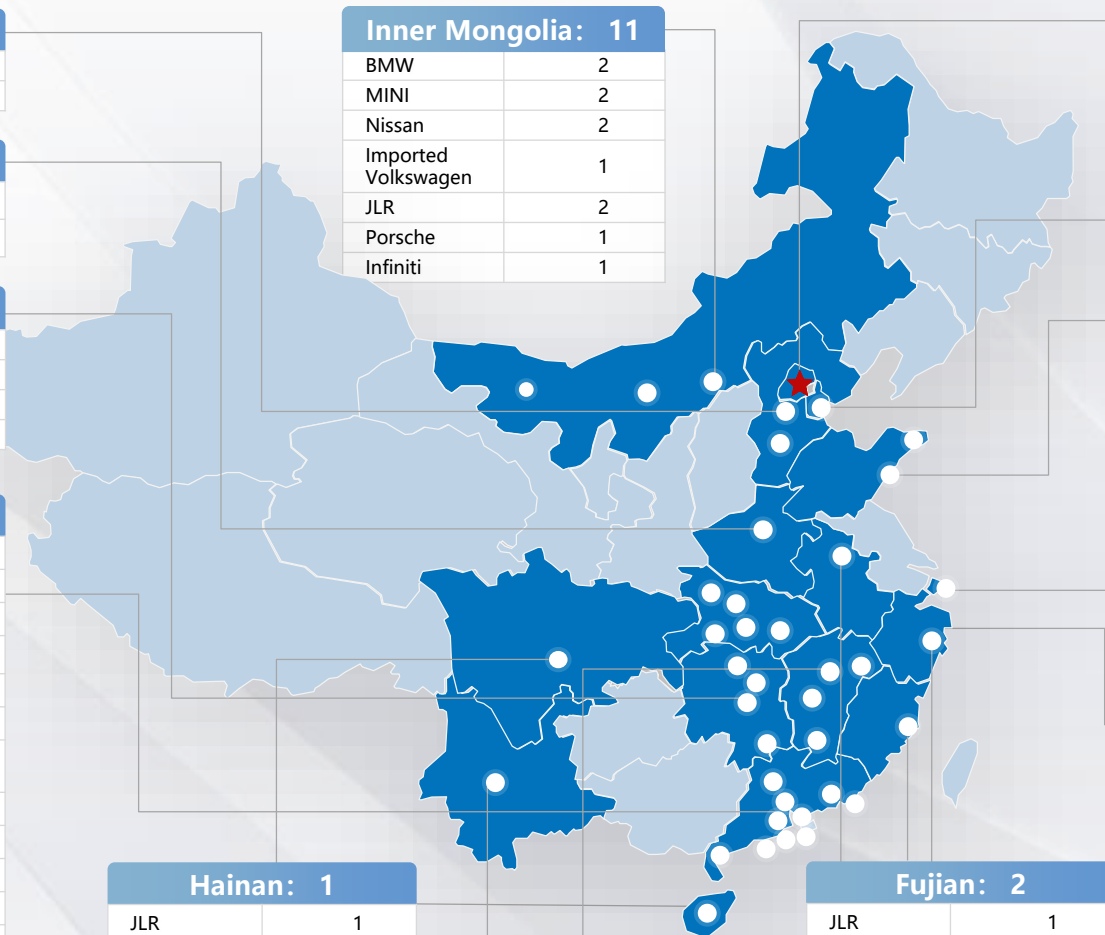 Inner Mongolia: 11
BMW 2
MINI 2
Nissan 2
Imported
Volkswagen 1
JLR 2
Porsche 1
Infiniti 1
Hainan: 1
JLR 1
Fujian: 2
JLR 1